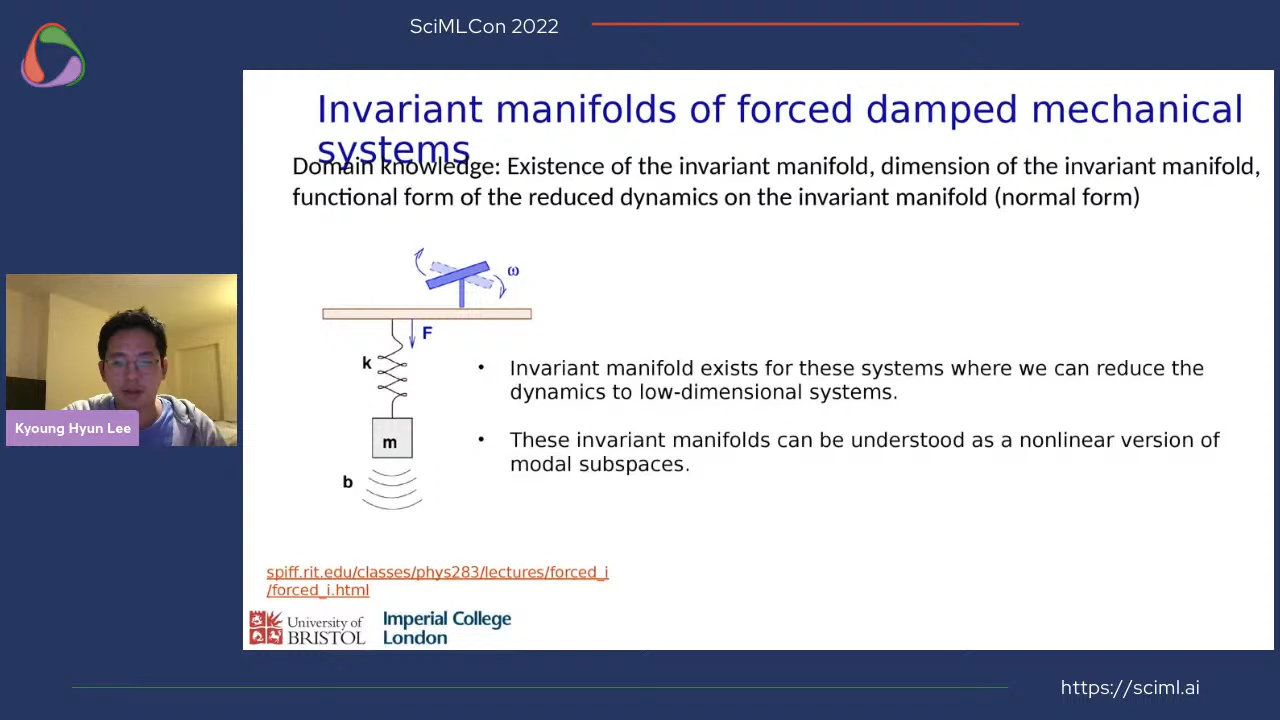 SciMLCon 2022
Invariant manifolds of forced damped mechanical
systems
Domain knowledge: Existence of the invariant manifold, dimension of the invariant manifold,
functional form of the reduced dynamics on the invariant manifold (normal form)
ω
F
k
m
b
• Invariant manifold exists for these systems where we can reduce the
dynamics to low-dimensional systems.
• These invariant manifolds can be understood as a nonlinear version of
modal subspaces.
Kyoung Hyun Lee
spiff.rit.edu/classes/phys283/lectures/forced_i
/forced_i.html
University of
BRISTOL
Imperial College
London
https://sciml.ai